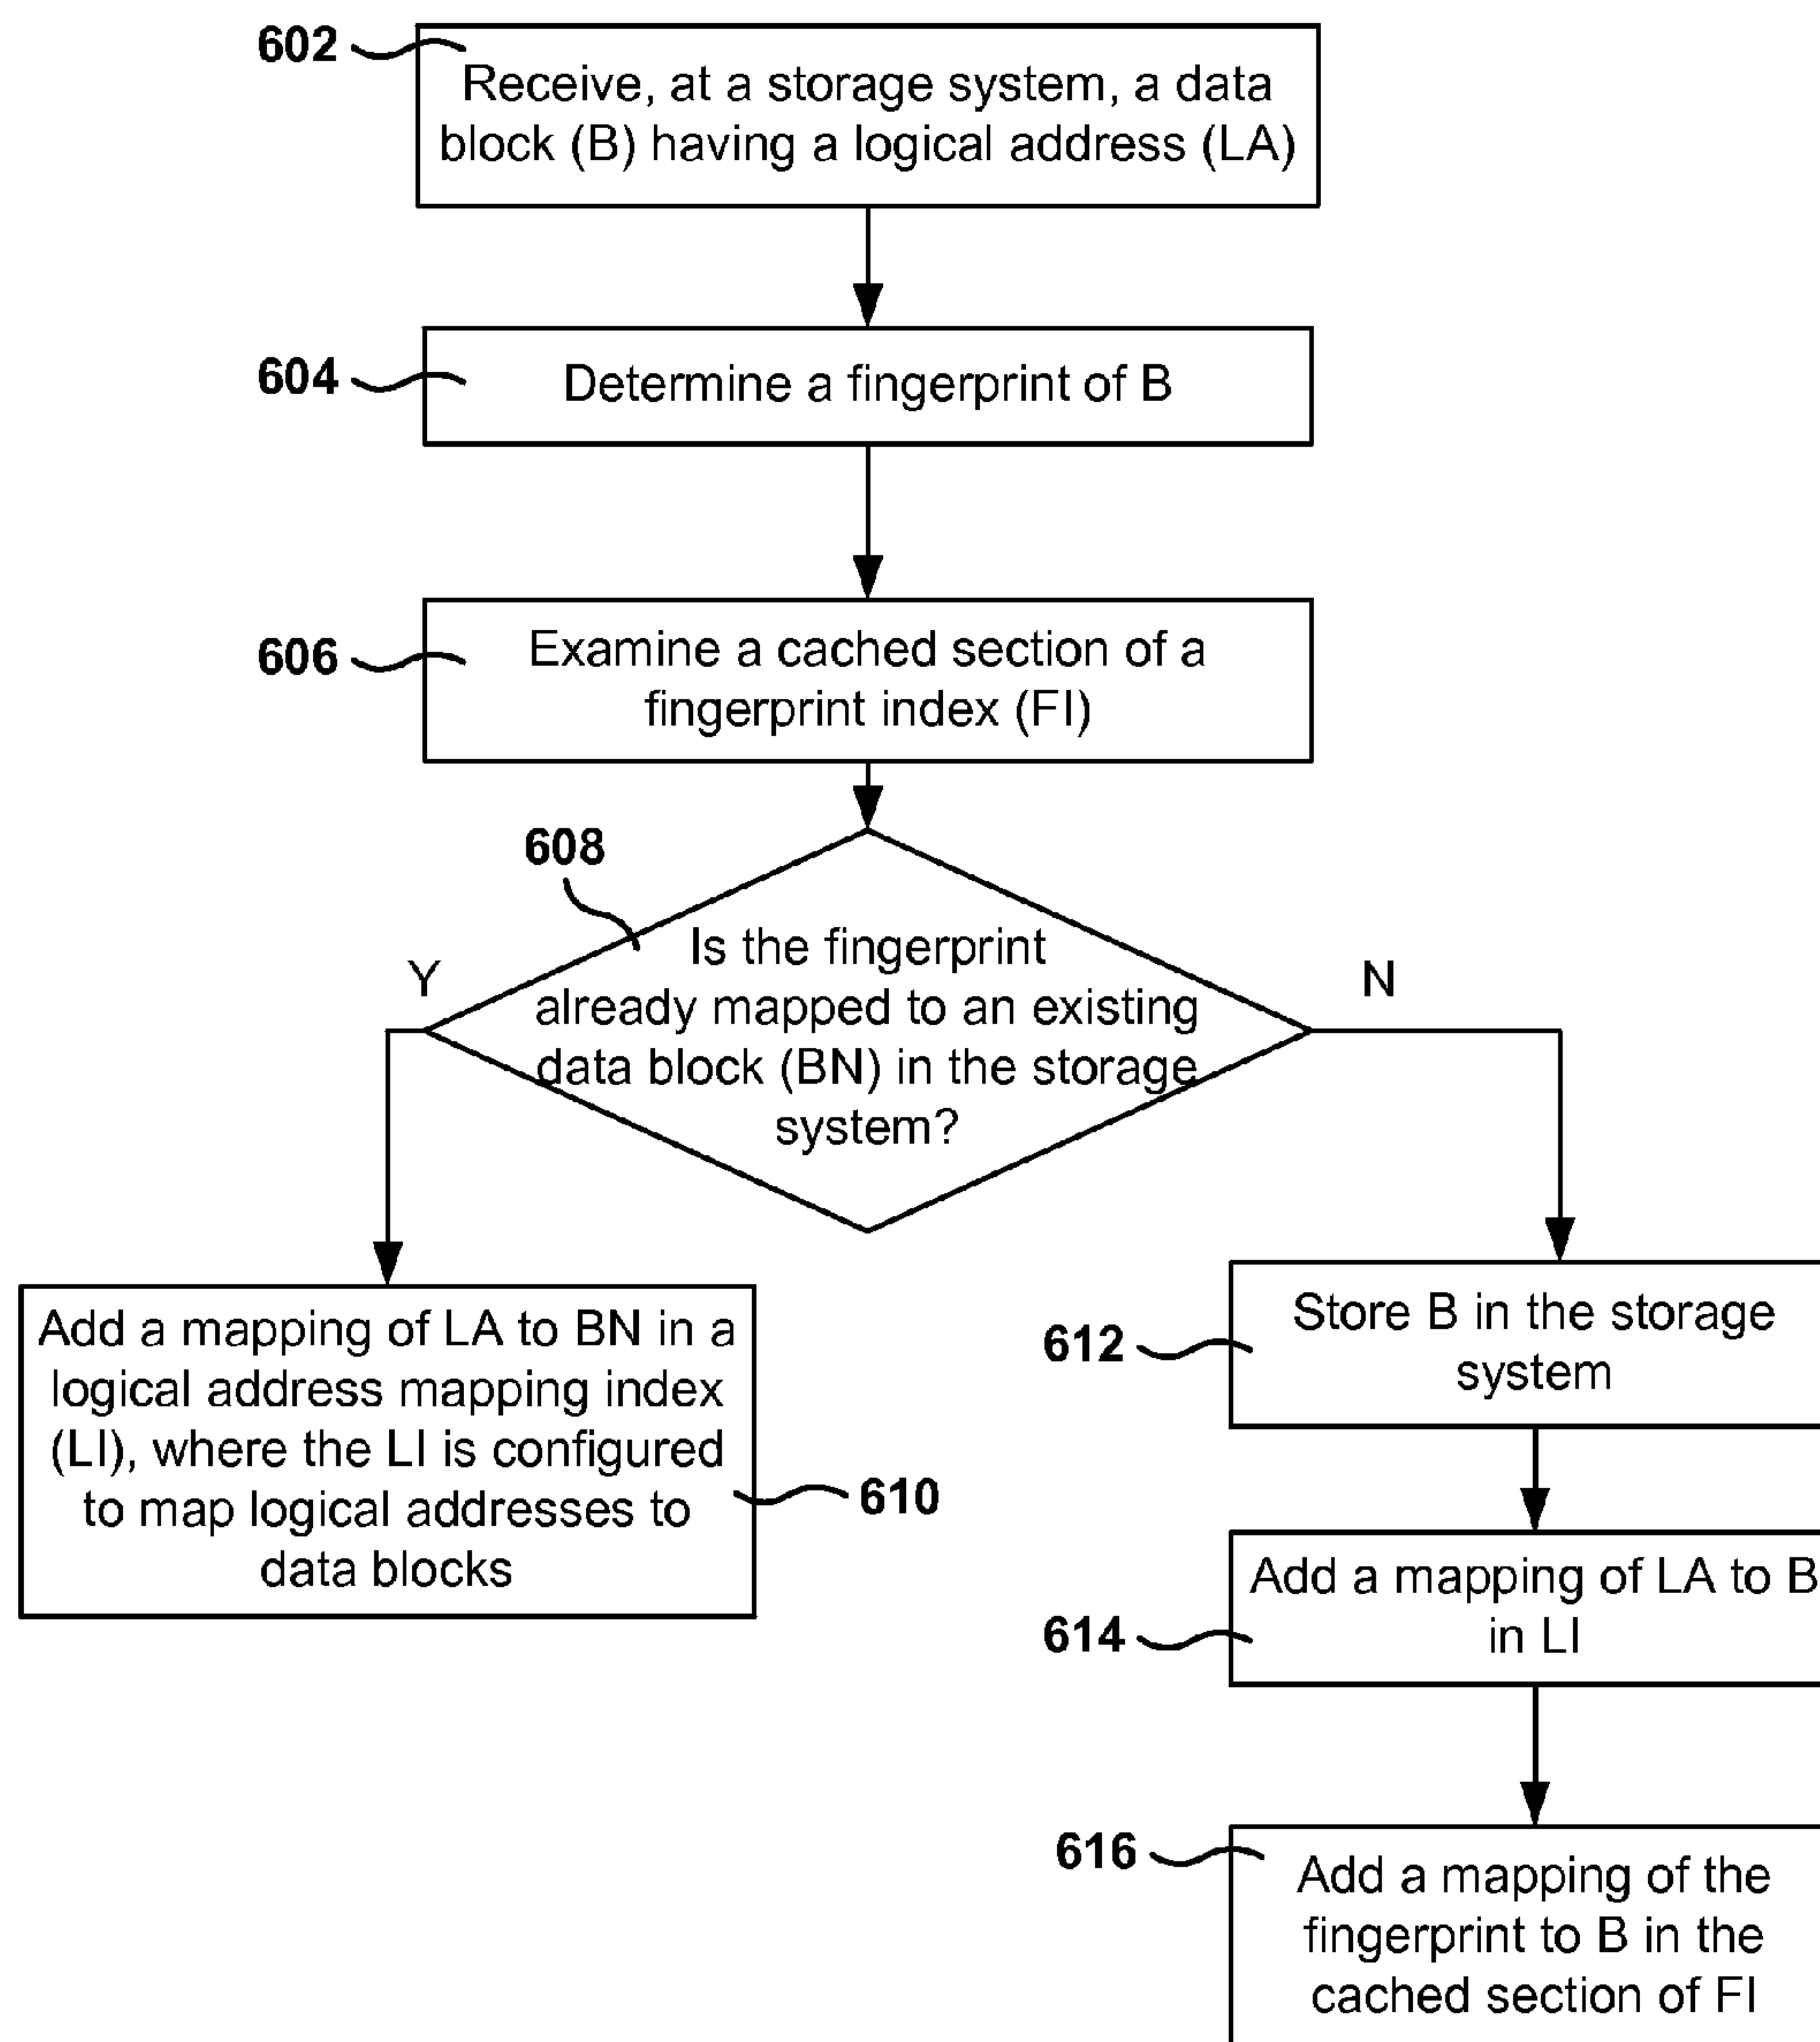 602
Receive, at a storage system, a data
block (B) having a logical address (LA)
604
Determine a fingerprint of B
606
Examine a cached section of a
fingerprint index (FI)
608
Is the fingerprint
already mapped to an existing
data block (BN) in the storage
system?
Y
N
Add a mapping of LA to BN in a
logical address mapping index
(LI), where the LI is configured
to map logical addresses to
data blocks
610
612
Store B in the storage
system
614
Add a mapping of LA to B
in LI
616
Add a mapping of the
fingerprint to B in the
cached section of FI